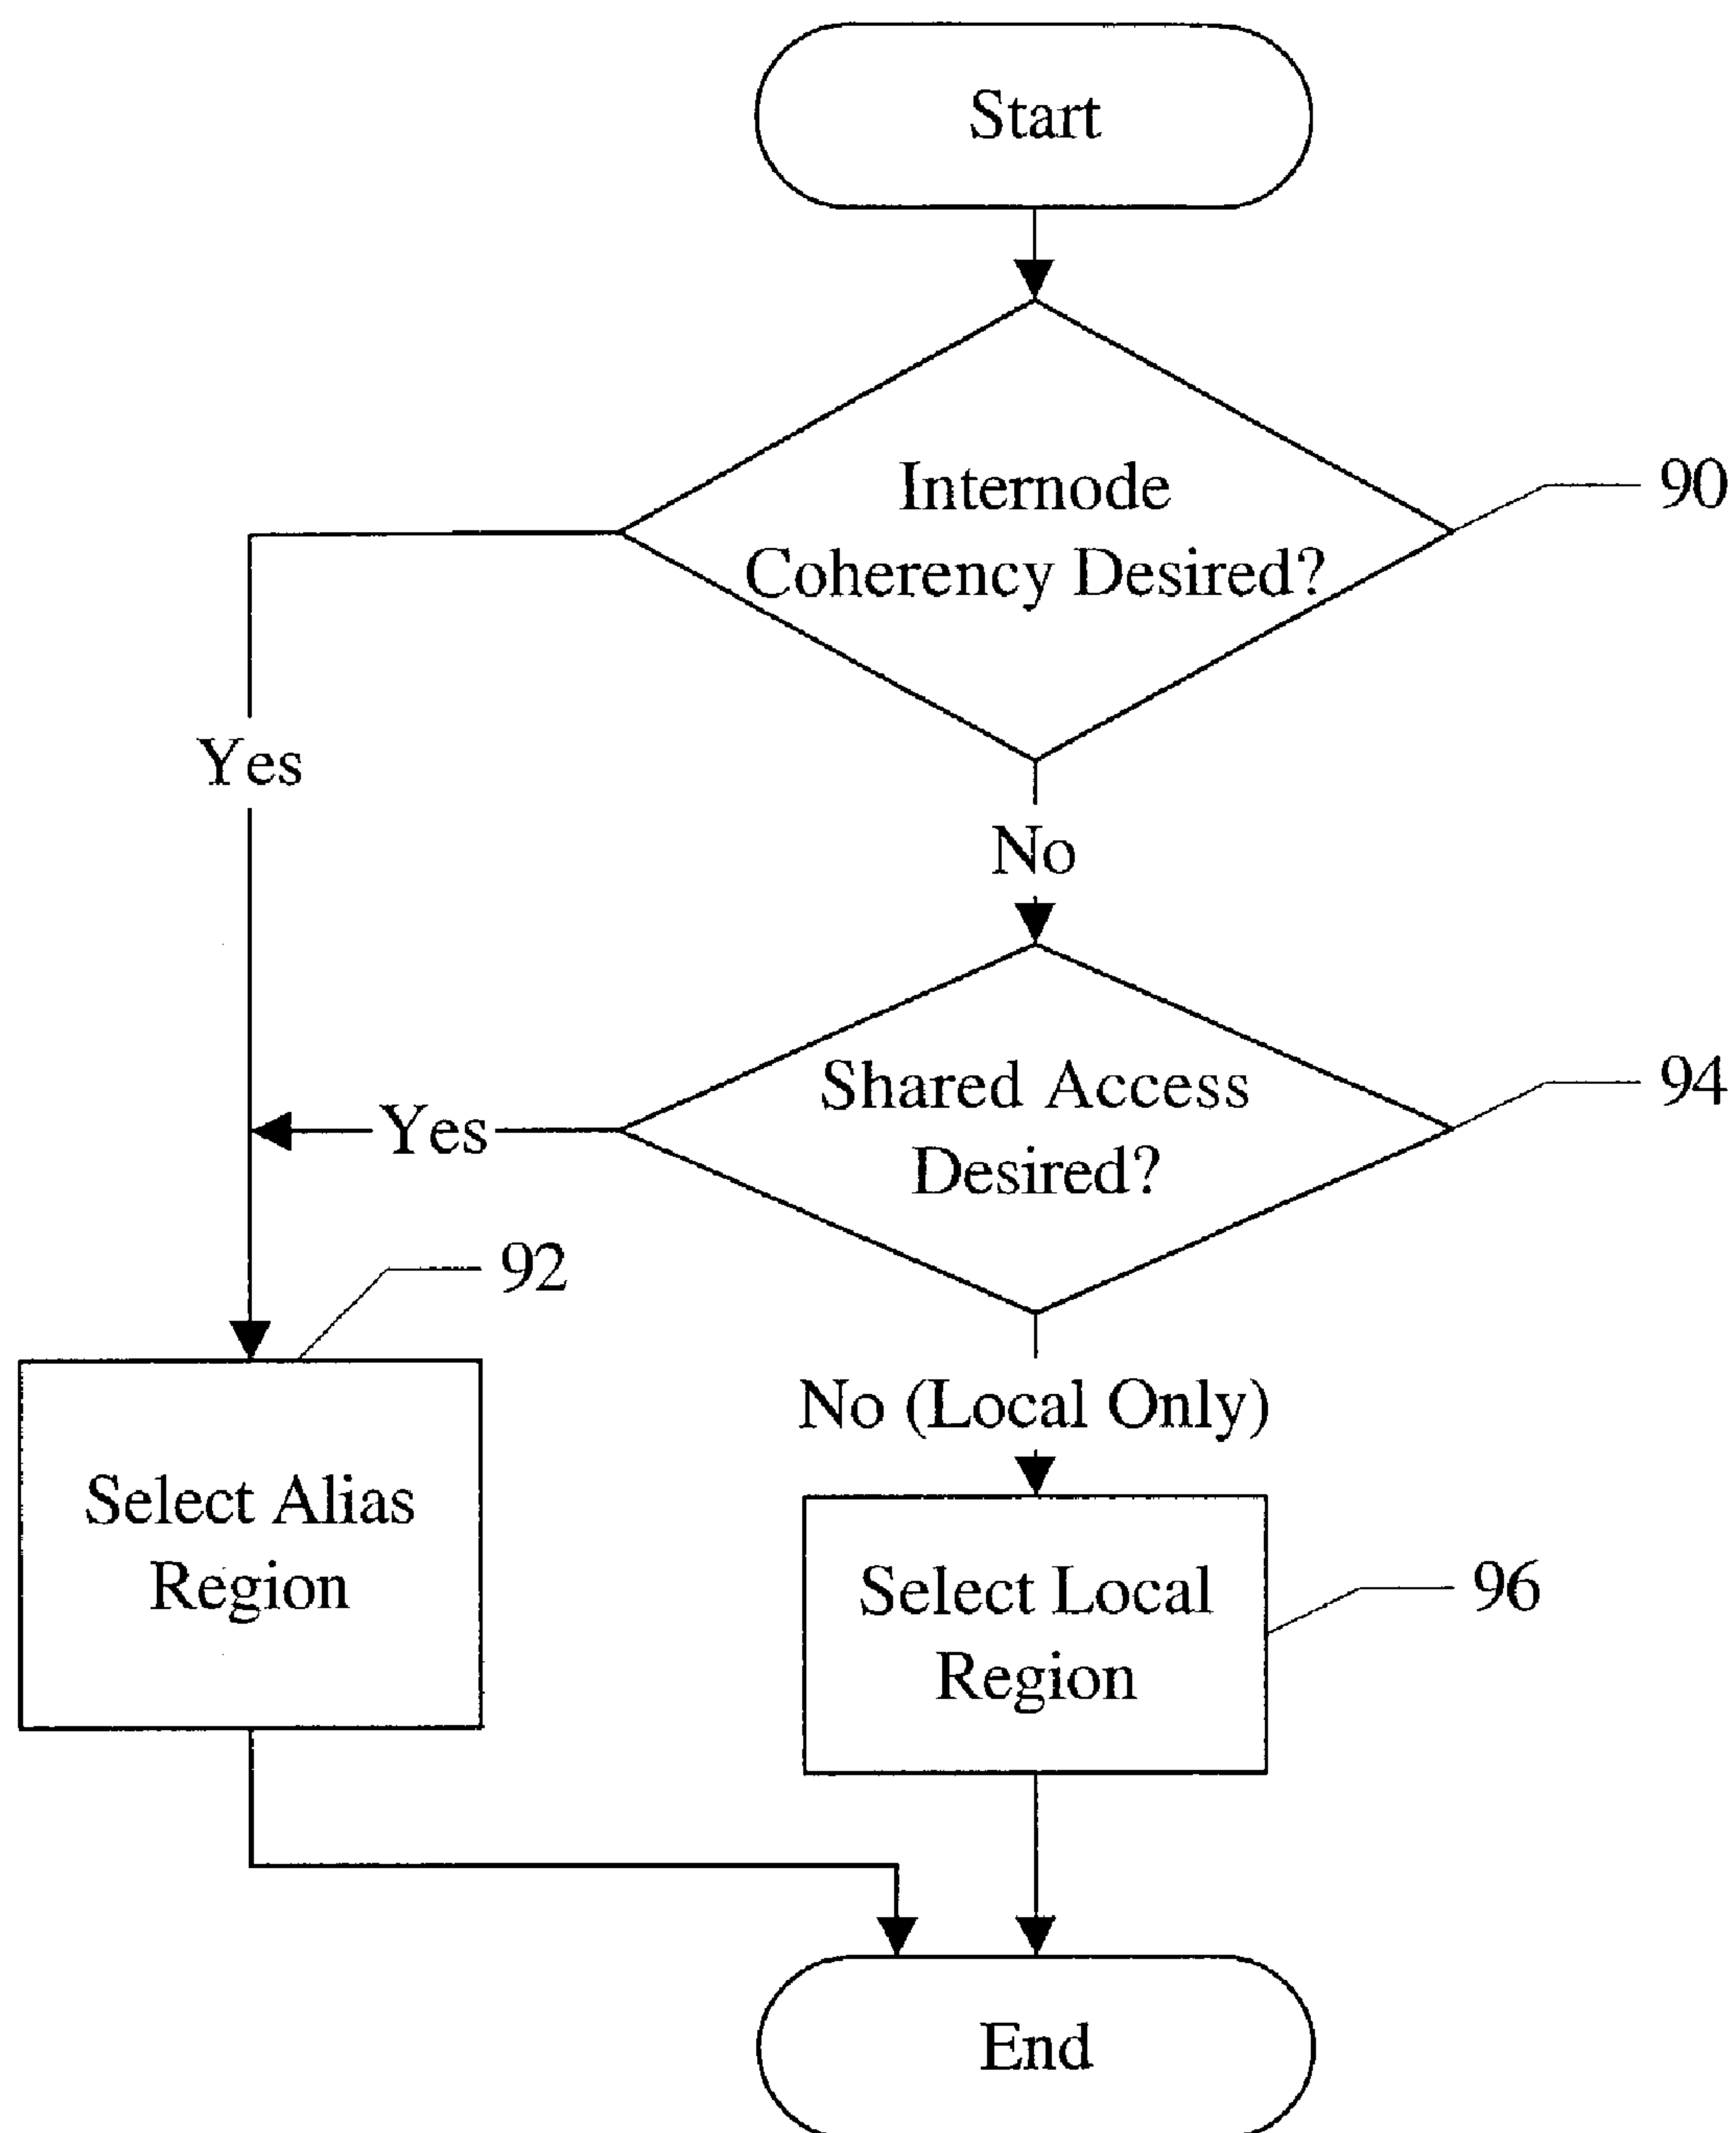 Start
Internode
Coherency Desired?
90
Yes
No
Shared Access
Desired?
94
Yes
92
No (Local Only)
Select Alias
Region
Select Local
Region
96
End